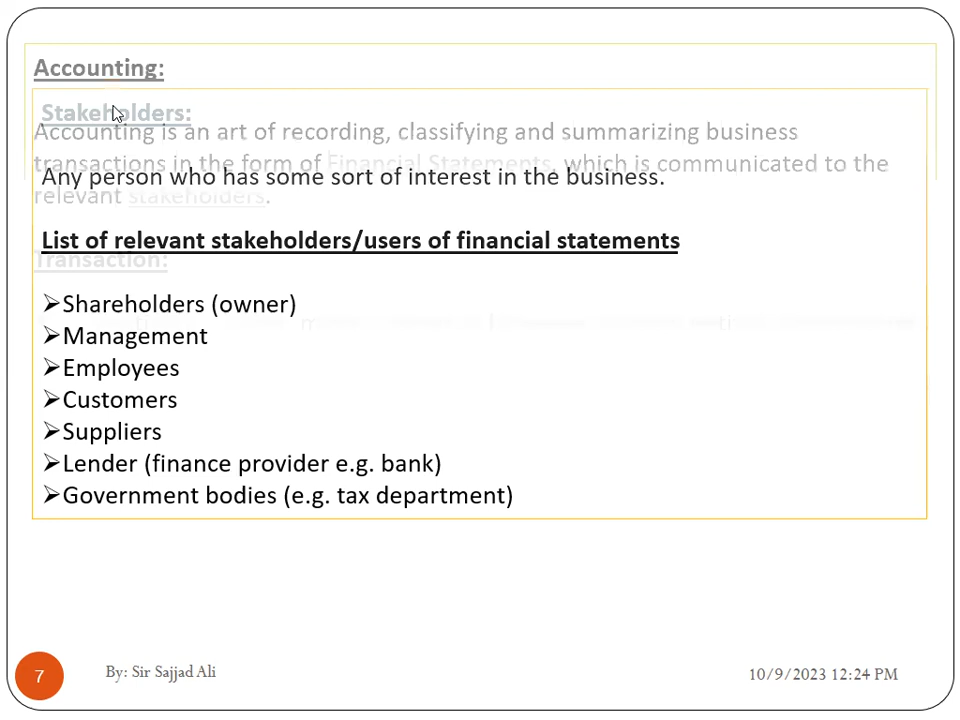 Accounting:
Stakeholders:
Accounting is an art of recording, classifying and summarizing business
transactions in the form of Financial Statements, which is communicated to the
Any person who has some sort of interest in the business.
relevant stakeholders.
List of relevant stakeholders/users of financial statements
Transaction:
➢Shareholders (owner)
➢Management
➢Employees
➢Customers
➢Suppliers
➢Lender (finance provider e.g. bank)
➢Government bodies (e.g. tax department)
7
By: Sir Sajjad Ali
10/9/2023 12:24 PM